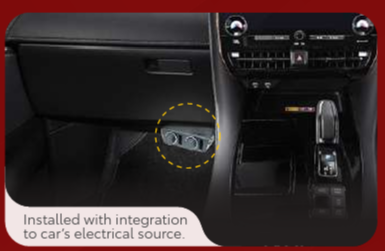 Installed with integration
to car's electrical source.